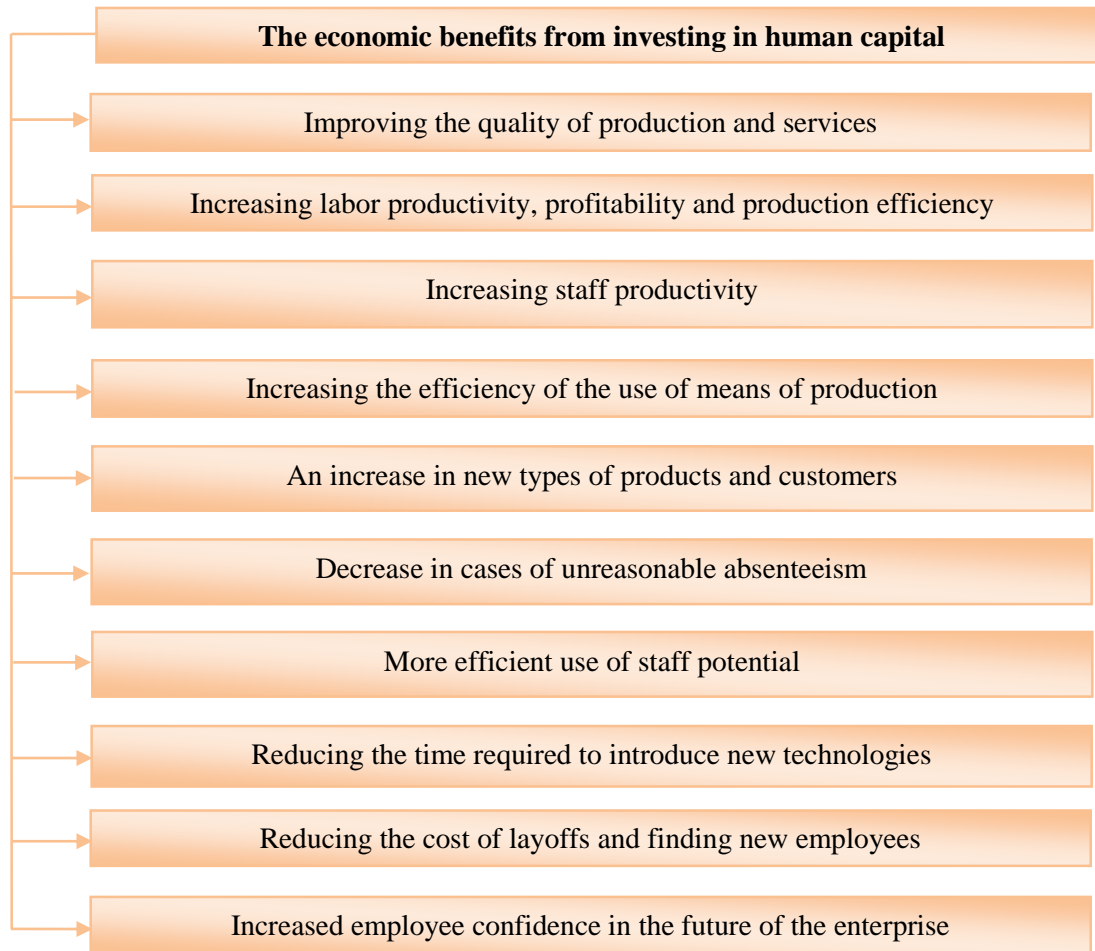 The economic benefits from investing in human capital
Improving the quality of production and services
Increasing labor productivity, profitability and production efficiency
Increasing staff productivity
Increasing the efficiency of the use of means of production
An increase in new types of products and customers
Decrease in cases of unreasonable absenteeism
More efficient use of staff potential
Reducing the time required to introduce new technologies
Reducing the cost of layoffs and finding new employees
Increased employee confidence in the future of the enterprise